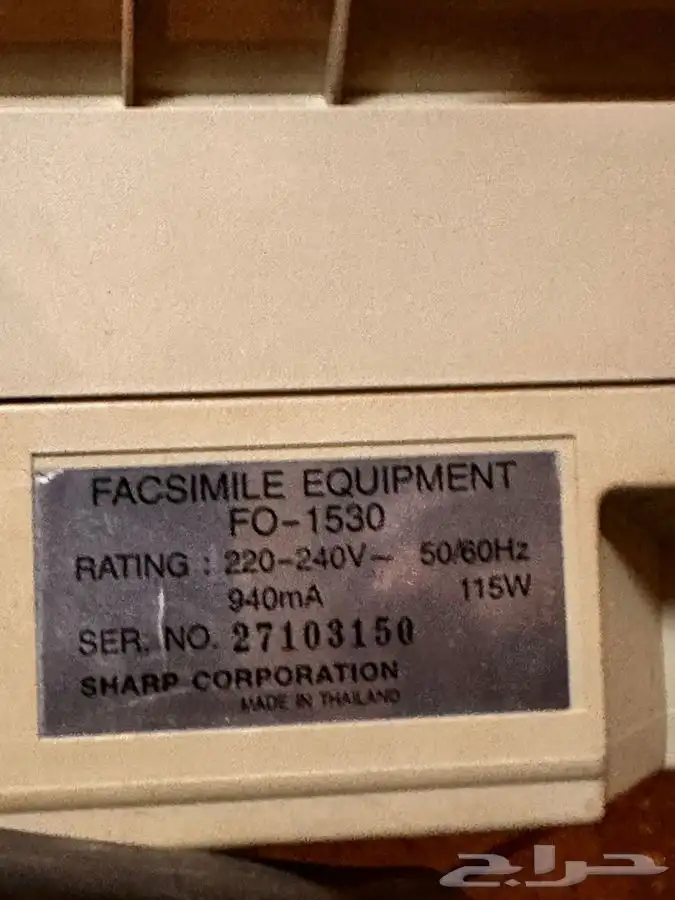 FACSIMILE EQUIPMENT
FO-1530
RATING : 220-240V~ 50/60Hz
940mA 115W
SER. NO. 27103150
SHARP CORPORATION
MADE IN THAILAND
حراج